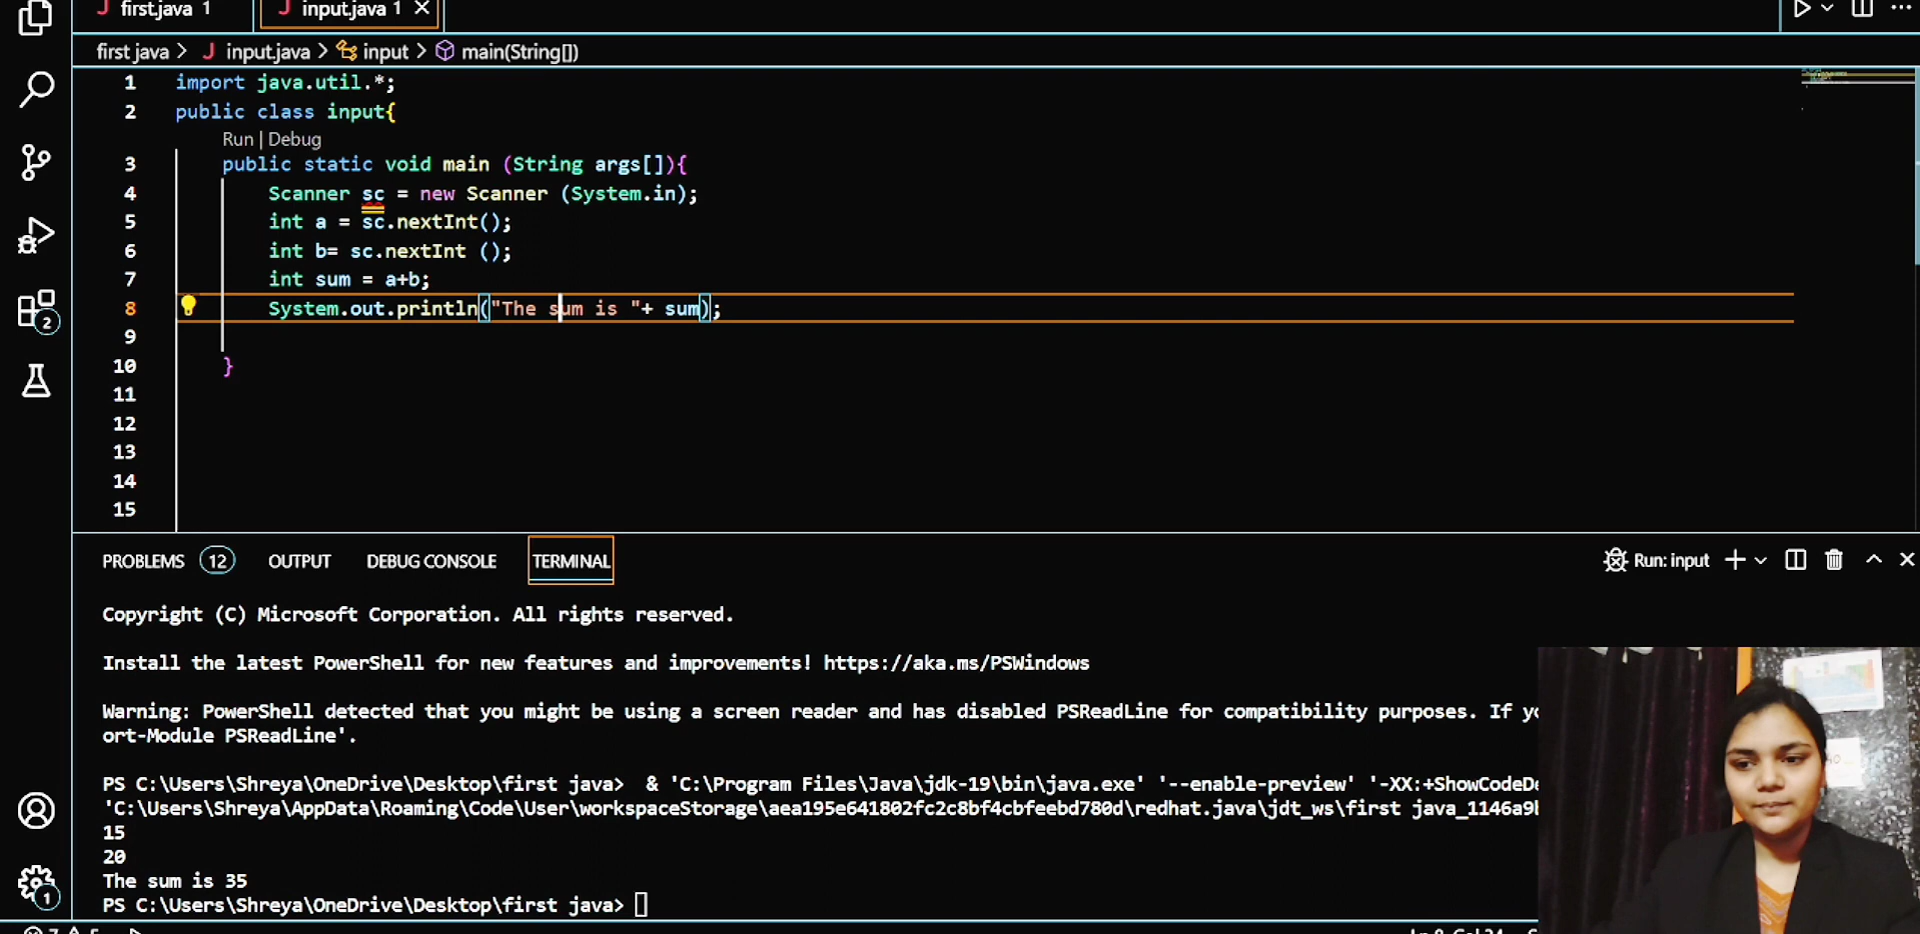 first.java 1
input.java 1
first java > input.java > input > main(String[])
1 import java.util.*;
2 public class input{
Run | Debug
3 public static void main (String args[]){
4 Scanner sc = new Scanner (System.in);
5 int a = sc.nextInt();
6 int b= sc.nextInt ();
7 int sum = a+b;
8 System.out.println("The sum is "+ sum);
9
10 }
11
12
13
14
15
2
1
PROBLEMS 12 OUTPUT DEBUG CONSOLE TERMINAL Run: input
Copyright (C) Microsoft Corporation. All rights reserved.
Install the latest PowerShell for new features and improvements! https://aka.ms/PSWindows
Warning: PowerShell detected that you might be using a screen reader and has disabled PSReadLine for compatibility purposes. If
ort-Module PSReadLine'.
PS C:\Users\Shreya\OneDrive\Desktop\first java> & 'C:\Program Files\Java\jdk-19\bin\java.exe' '--enable-preview' '-XX:+ShowCodeDe
'C:\Users\Shreya\AppData\Roaming\Code\User\workspaceStorage\aea195e641802fc2c8bf4cbfeebd780d\redhat.java\jdt_ws\first java_1146a9b
15
20
The sum is 35
PS C:\Users\Shreya\OneDrive\Desktop\first java>